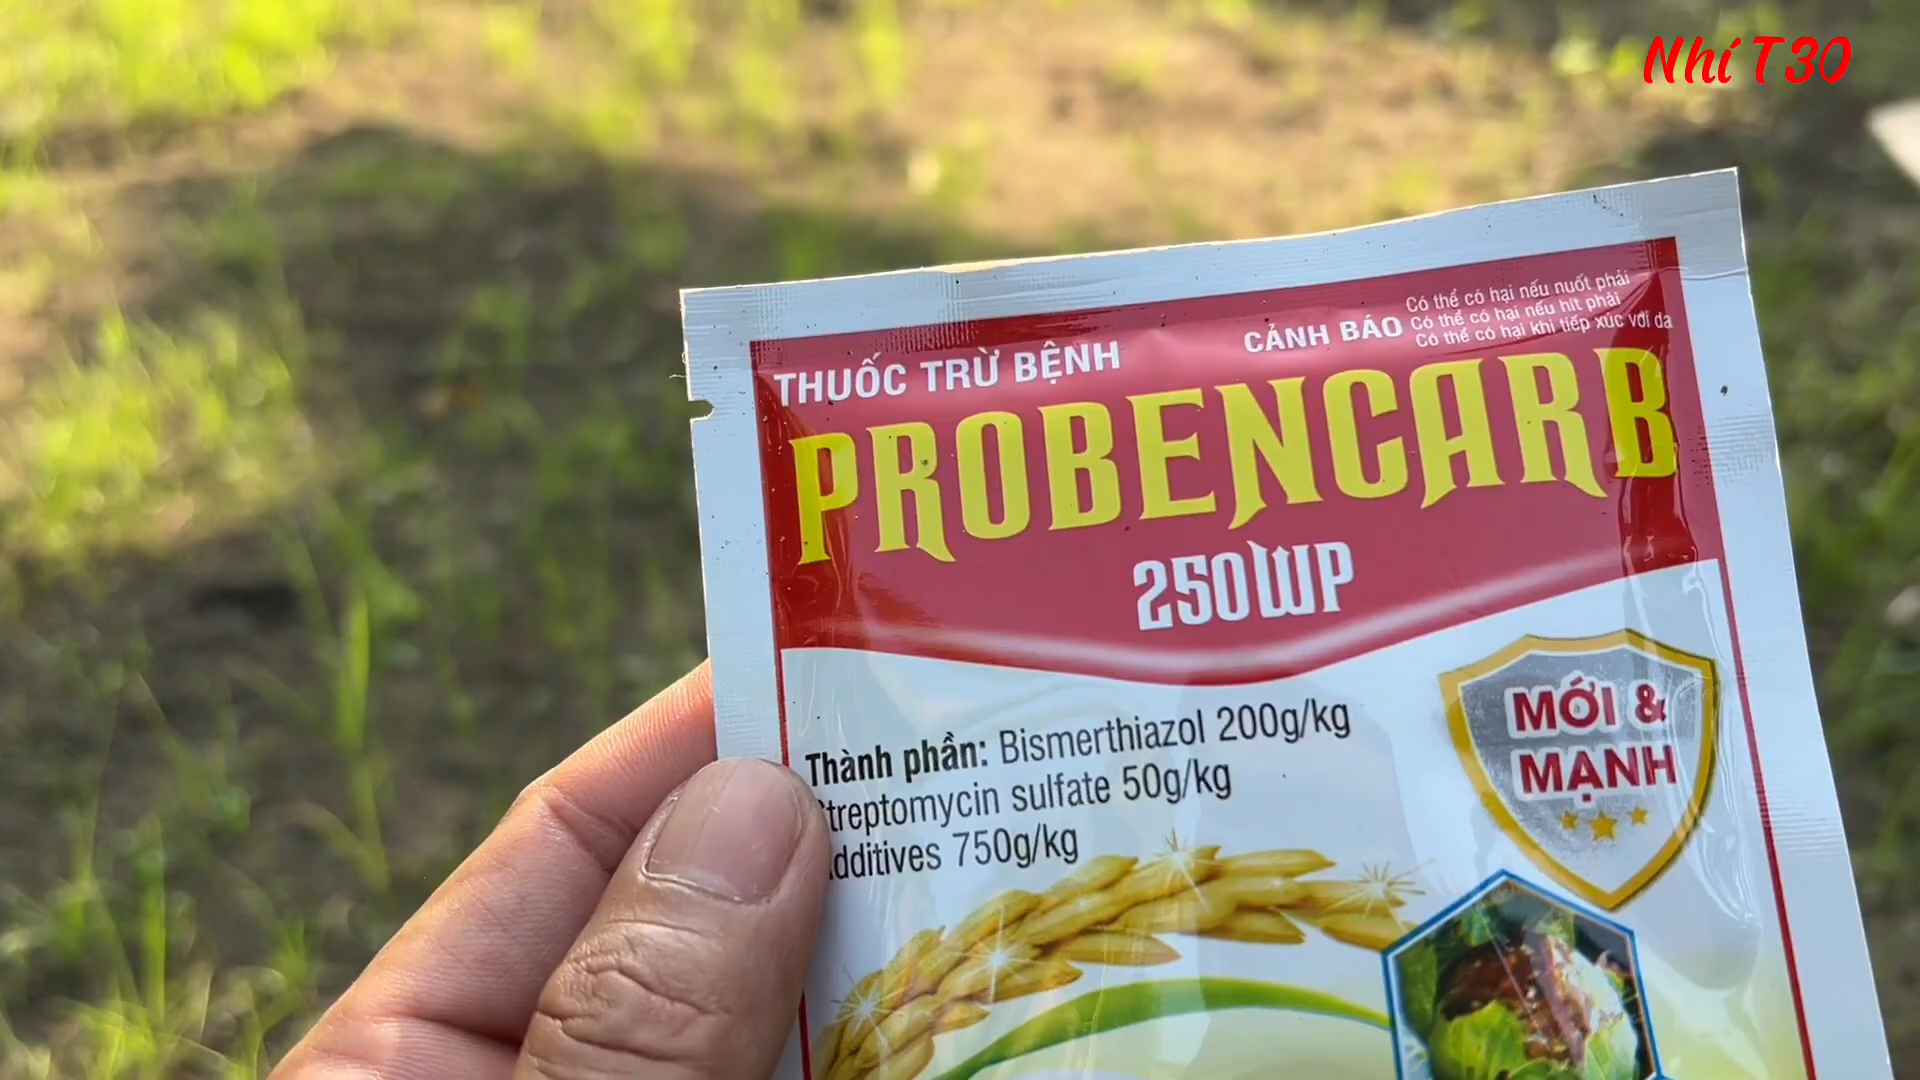 Nhí T30
THUỐC TRỪ BỆNH
CẢNH BÁO
Có thể có hại nếu nuốt phải
Có thể có hại nếu hít phải
Có thể có hại khi tiếp xúc với da
PROBENCARB
250WP
Thành phần: Bismerthiazol 200g/kg
treptomycin sulfate 50g/kg
dditives 750g/kg
MỚI &
MẠNH